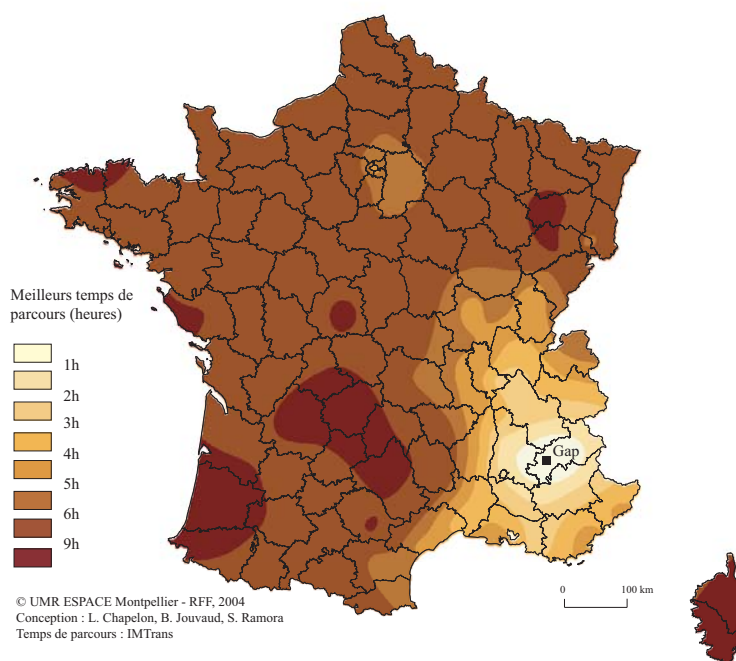 Meilleurs temps de
parcours (heures)
1h
2h
3h
4h
5h
6h
9h
Gap
0 100 km
© UMR ESPACE Montpellier - RFF, 2004
Conception : L. Chapelon, B. Jouvaud, S. Ramora
Temps de parcours : IMTrans